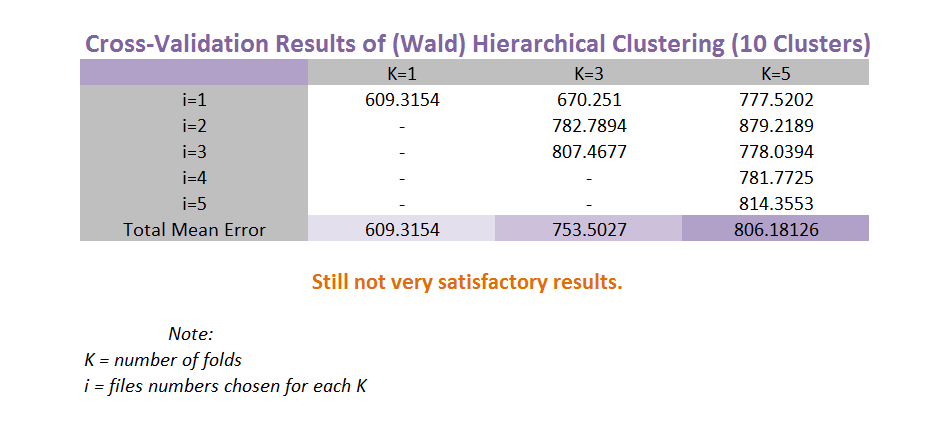 Cross-Validation Results of (Wald) Hierarchical Clustering (10 Clusters)
K=1 K=3 K=5
i=1 609.3154 670.251 777.5202
i=2 - 782.7894 879.2189
i=3 - 807.4677 778.0394
i=4 - - 781.7725
i=5 - - 814.3553
Total Mean Error 609.3154 753.5027 806.18126
Still not very satisfactory results.
Note:
K = number of folds
i = files numbers chosen for each K